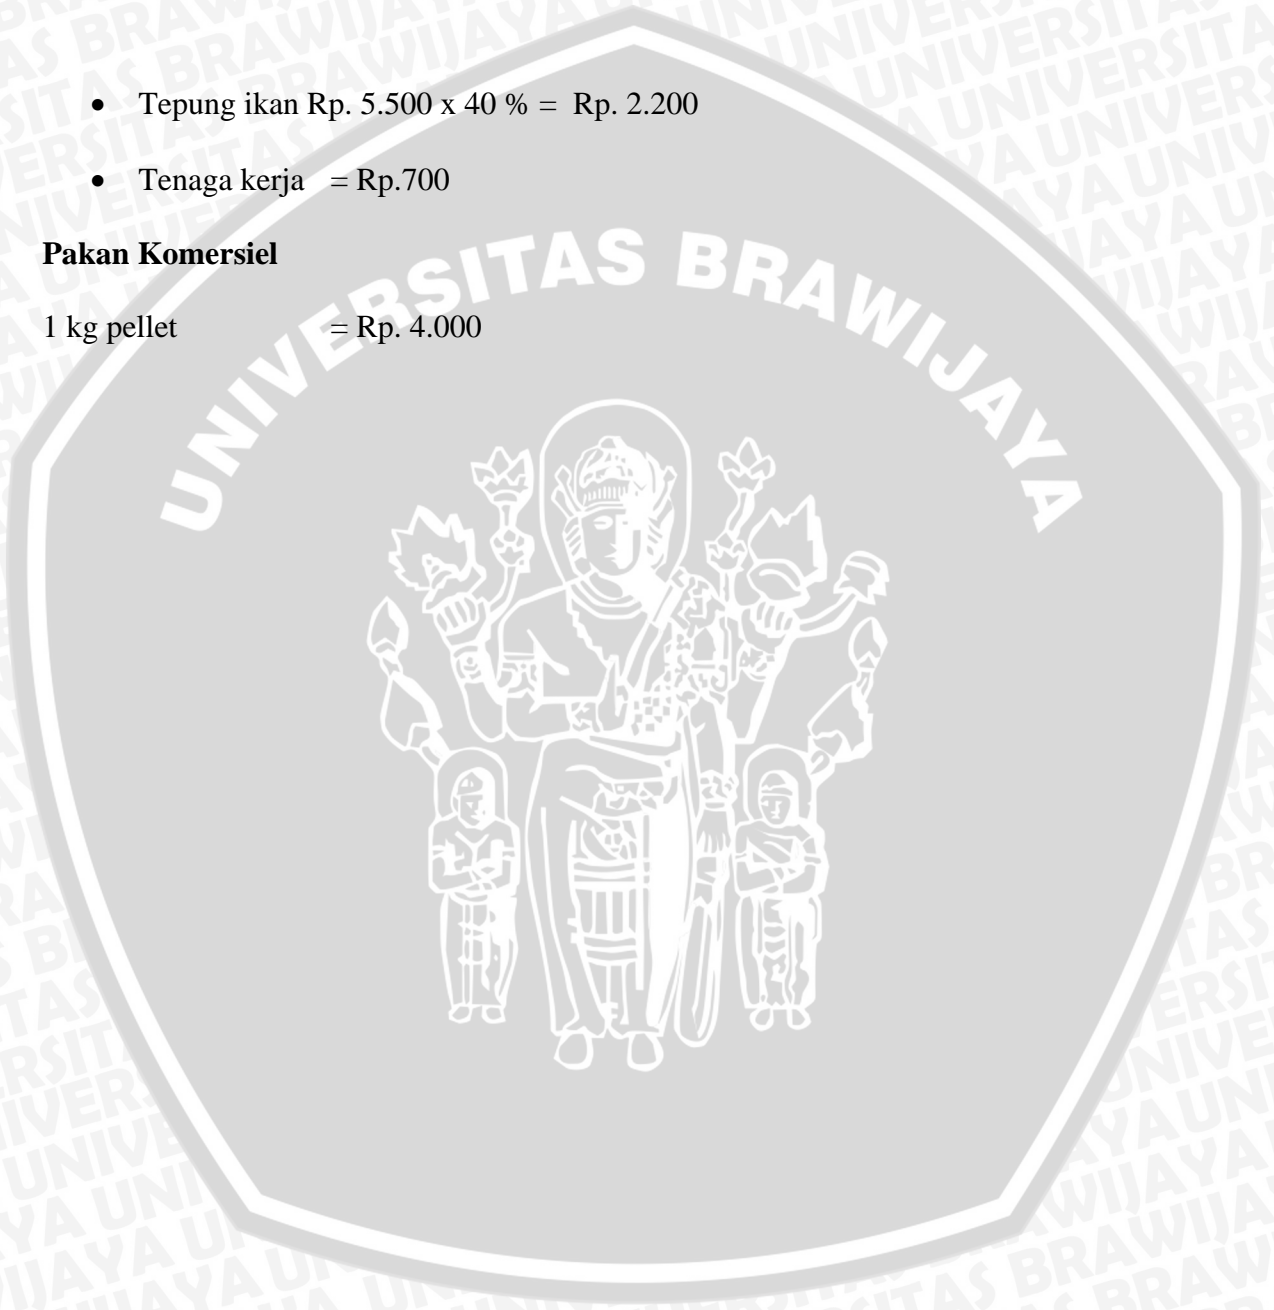 • Tepung ikan Rp. 5.500 x 40 % = Rp. 2.200
• Tenaga kerja = Rp.700
Pakan Komersiel
1 kg pellet = Rp. 4.000
UNIVERSITAS BRAWIJAYA